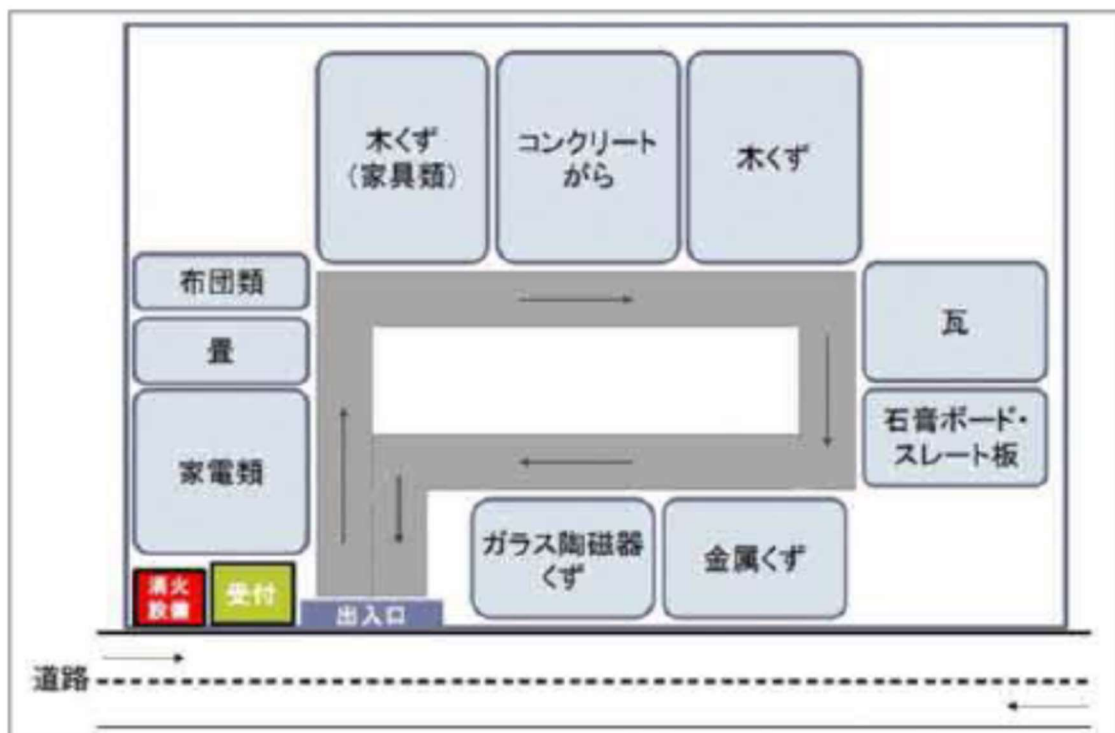 木くず
(家具類)
コンクリート
がら
木くず
布団類
畳
家電類
瓦
石膏ボード・
スレート板
ガラス陶磁器
くず
金属くず
消火
設備
受付
出入口
道路